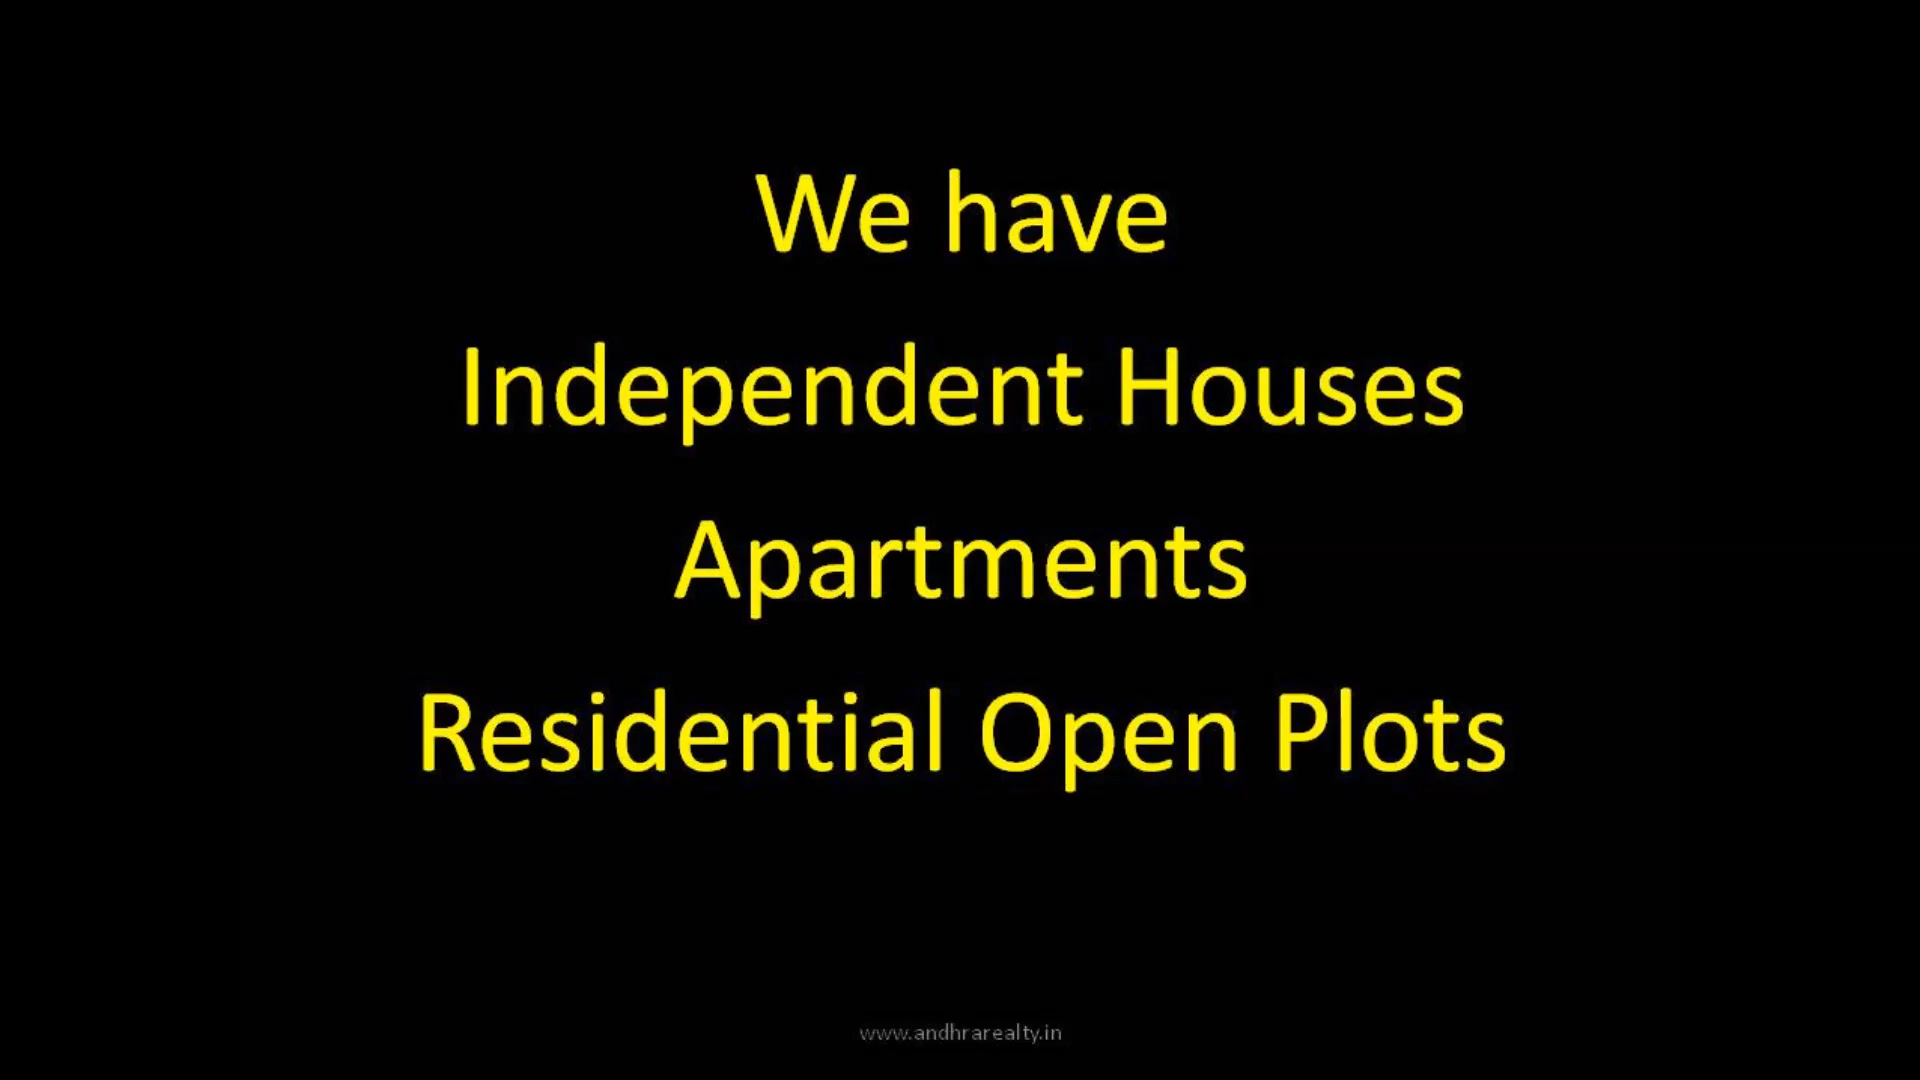 We have
Independent Houses
Apartments
Residential Open Plots
www.andhrarealty.in